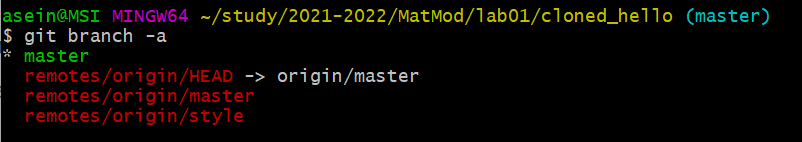 asein@MSI MINGW64 ~/study/2021-2022/MatMod/lab01/cloned_hello (master)
$ git branch -a
* master
  remotes/origin/HEAD -> origin/master
  remotes/origin/master
  remotes/origin/style